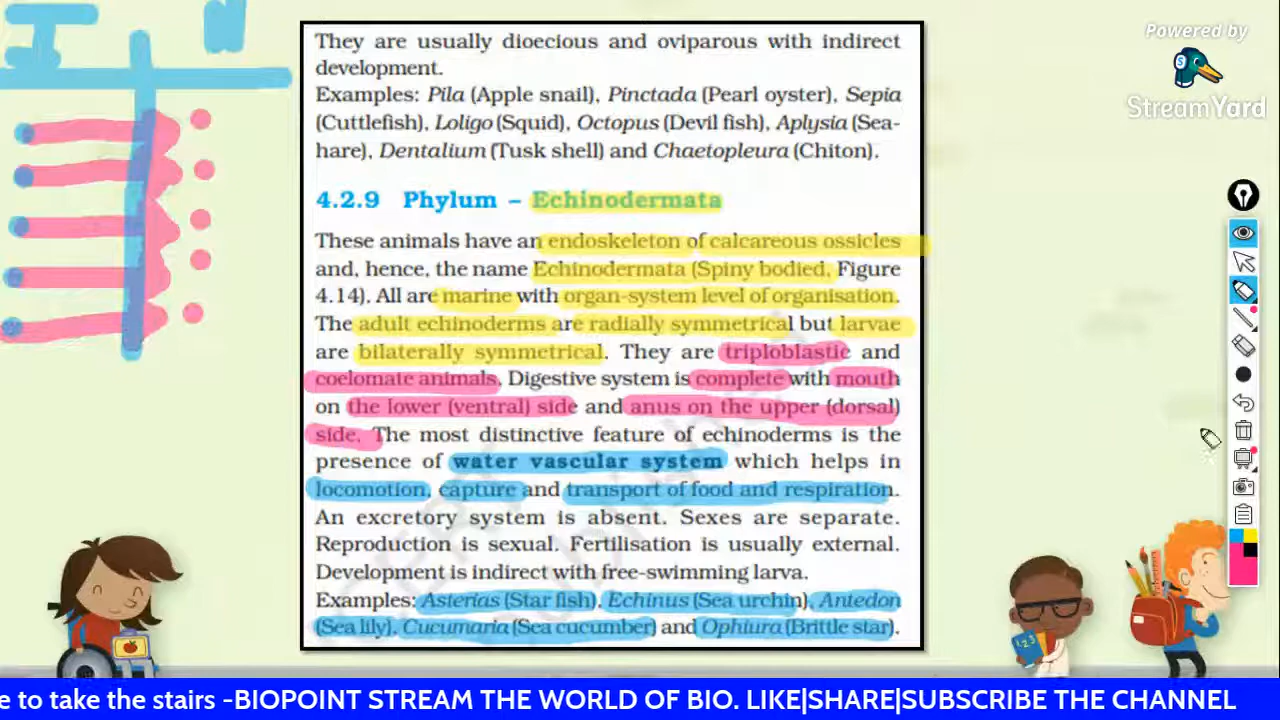 Powered by
StreamYard
They are usually dioecious and oviparous with indirect
development.
Examples: Pila (Apple snail), Pinctada (Pearl oyster), Sepia
(Cuttlefish), Loligo (Squid), Octopus (Devil fish), Aplysia (Sea-
hare), Dentalium (Tusk shell) and Chaetopleura (Chiton).
4.2.9 Phylum – Echinodermata
These animals have an endoskeleton of calcareous ossicles
and, hence, the name Echinodermata (Spiny bodied, Figure
4.14). All are marine with organ-system level of organisation.
The adult echinoderms are radially symmetrical but larvae
are bilaterally symmetrical. They are triploblastic and
coelomate animals. Digestive system is complete with mouth
on the lower (ventral) side and anus on the upper (dorsal)
side. The most distinctive feature of echinoderms is the
presence of water vascular system which helps in
locomotion, capture and transport of food and respiration.
An excretory system is absent. Sexes are separate.
Reproduction is sexual. Fertilisation is usually external.
Development is indirect with free-swimming larva.
Examples: Asterias (Star fish), Echinus (Sea urchin), Antedon
(Sea lily), Cucumaria (Sea cucumber) and Ophiura (Brittle star).
e to take the stairs -BIOPOINT STREAM THE WORLD OF BIO. LIKE|SHARE|SUBSCRIBE THE CHANNEL